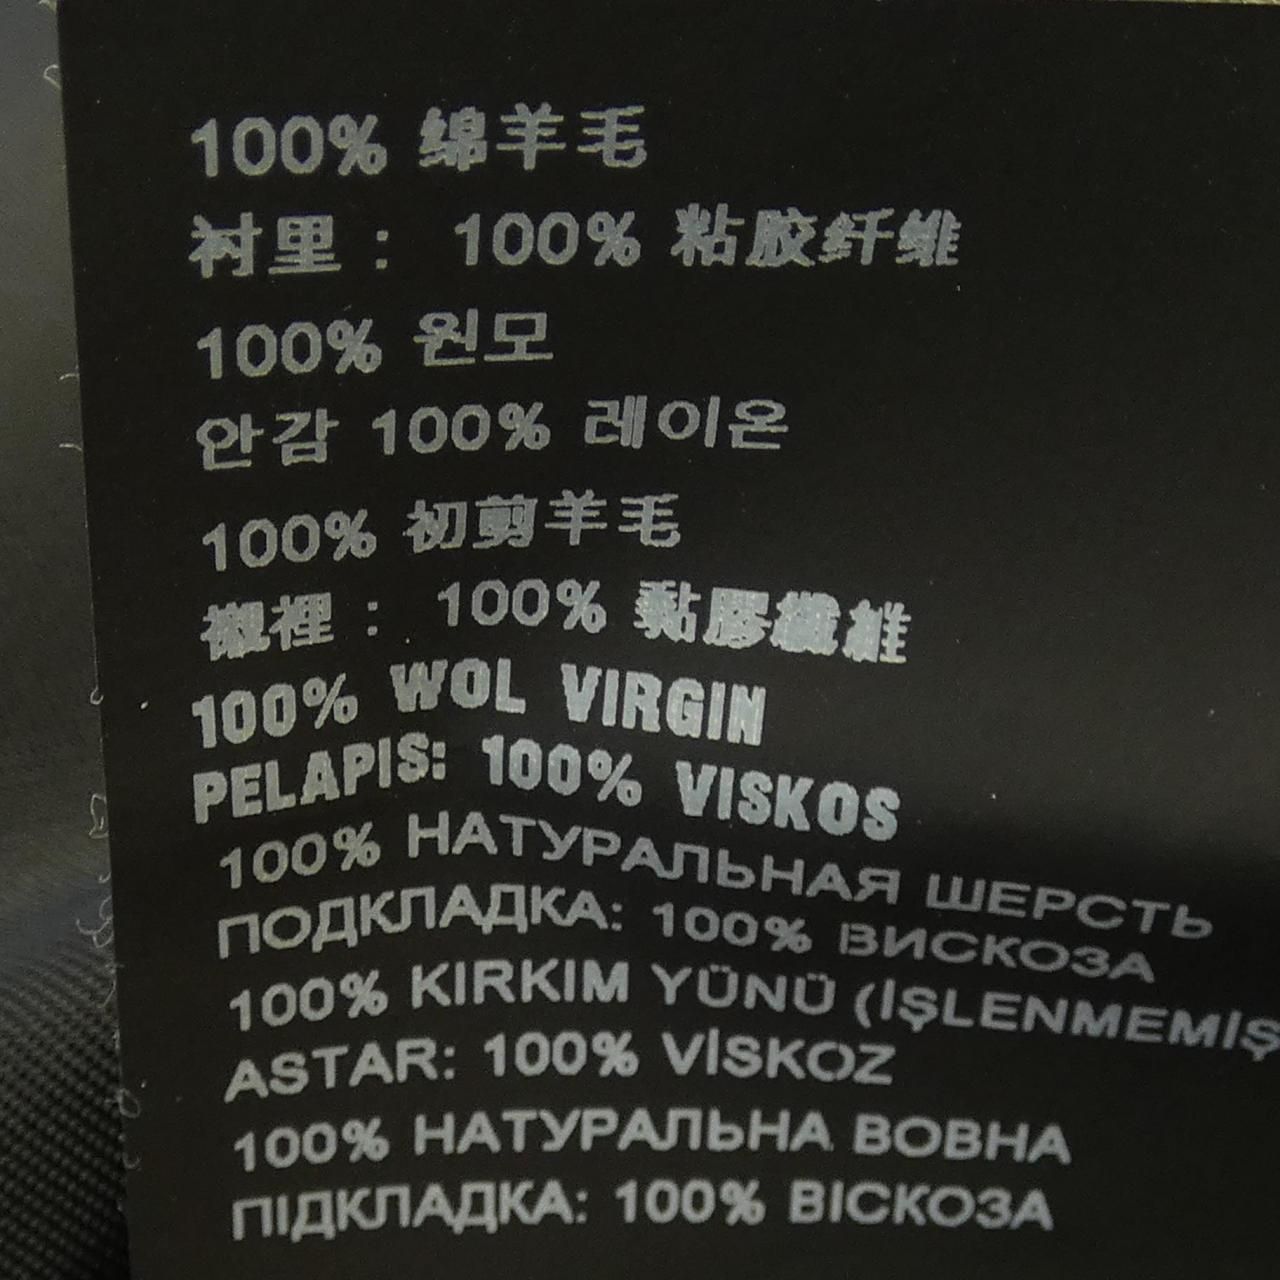 100% 绵羊毛
衬里： 100% 粘胶纤维
100% 원모
안감 100% 레이온
100% 初剪羊毛
襯裡： 100% 黏膠纖維
100% WOL VIRGIN
PELAPIS: 100% VISKOS
100% НАТУРАЛЬНАЯ ШЕРСТЬ
ПОДКЛАДКА: 100% ВИСКОЗА
100% KIRKIM YÜNÜ (İŞLENMEMİŞ
ASTAR: 100% VİSKOZ
100% НАТУРАЛЬНА ВОВНА
ПІДКЛАДКА: 100% ВІСКОЗА